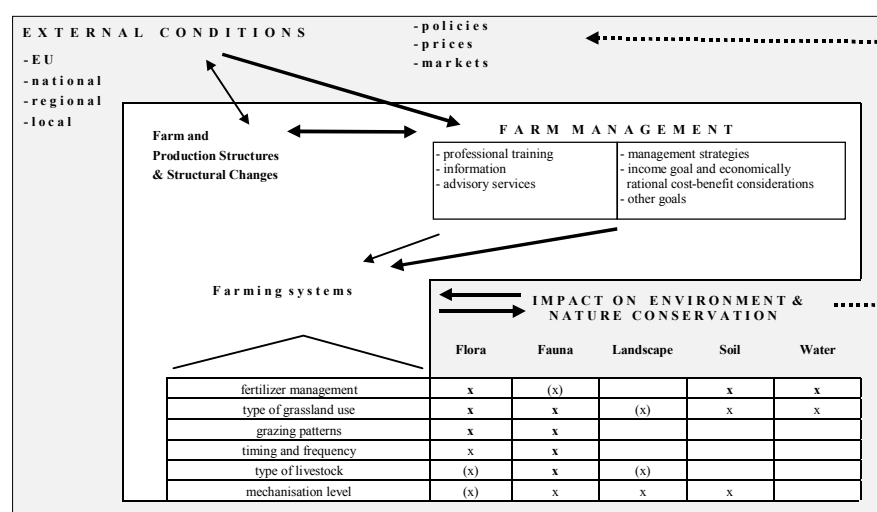 EXTERNAL CONDITIONS
-EU
-national
-regional
-local
-policies
-prices
-markets
Farm and
Production Structures
& Structural Changes
FARM MANAGEMENT
- professional training
- information
- advisory services
- management strategies
- income goal and economically
rational cost-benefit considerations
- other goals
Farming systems
IMPACT ON ENVIRONMENT &
NATURE CONSERVATION
Flora Fauna Landscape Soil Water
fertilizer management x (x) x x
type of grassland use x x (x) x x
grazing patterns x x
timing and frequency x x
type of livestock (x) x (x)
mechanisation level (x) x x x